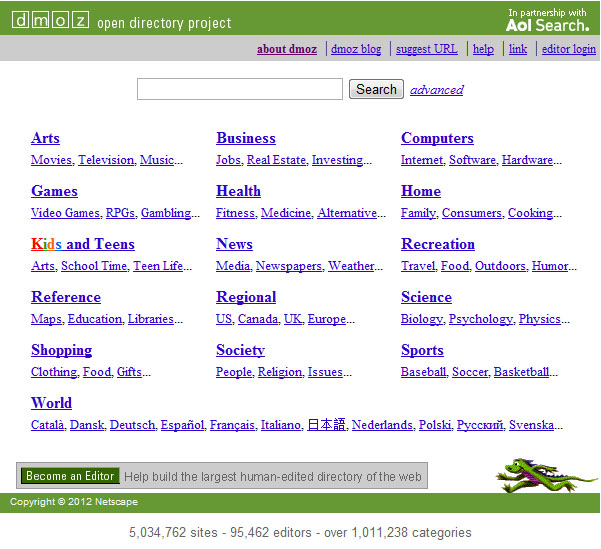 dmoz open directory project
In partnership with
Aol Search.
about dmoz | dmoz blog | suggest URL | help | link | editor login
Search advanced
Arts Business Computers
Movies, Television, Music... Jobs, Real Estate, Investing... Internet, Software, Hardware...
Games Health Home
Video Games, RPGs, Gambling... Fitness, Medicine, Alternative... Family, Consumers, Cooking...
Kids and Teens News Recreation
Arts, School Time, Teen Life... Media, Newspapers, Weather... Travel, Food, Outdoors, Humor...
Reference Regional Science
Maps, Education, Libraries... US, Canada, UK, Europe... Biology, Psychology, Physics...
Shopping Society Sports
Clothing, Food, Gifts... People, Religion, Issues... Baseball, Soccer, Basketball...
World
Català, Dansk, Deutsch, Español, Français, Italiano, 日本語, Nederlands, Polski, Русский, Svenska...
Become an Editor Help build the largest human-edited directory of the web
Copyright © 2012 Netscape
5,034,762 sites - 95,462 editors - over 1,011,238 categories